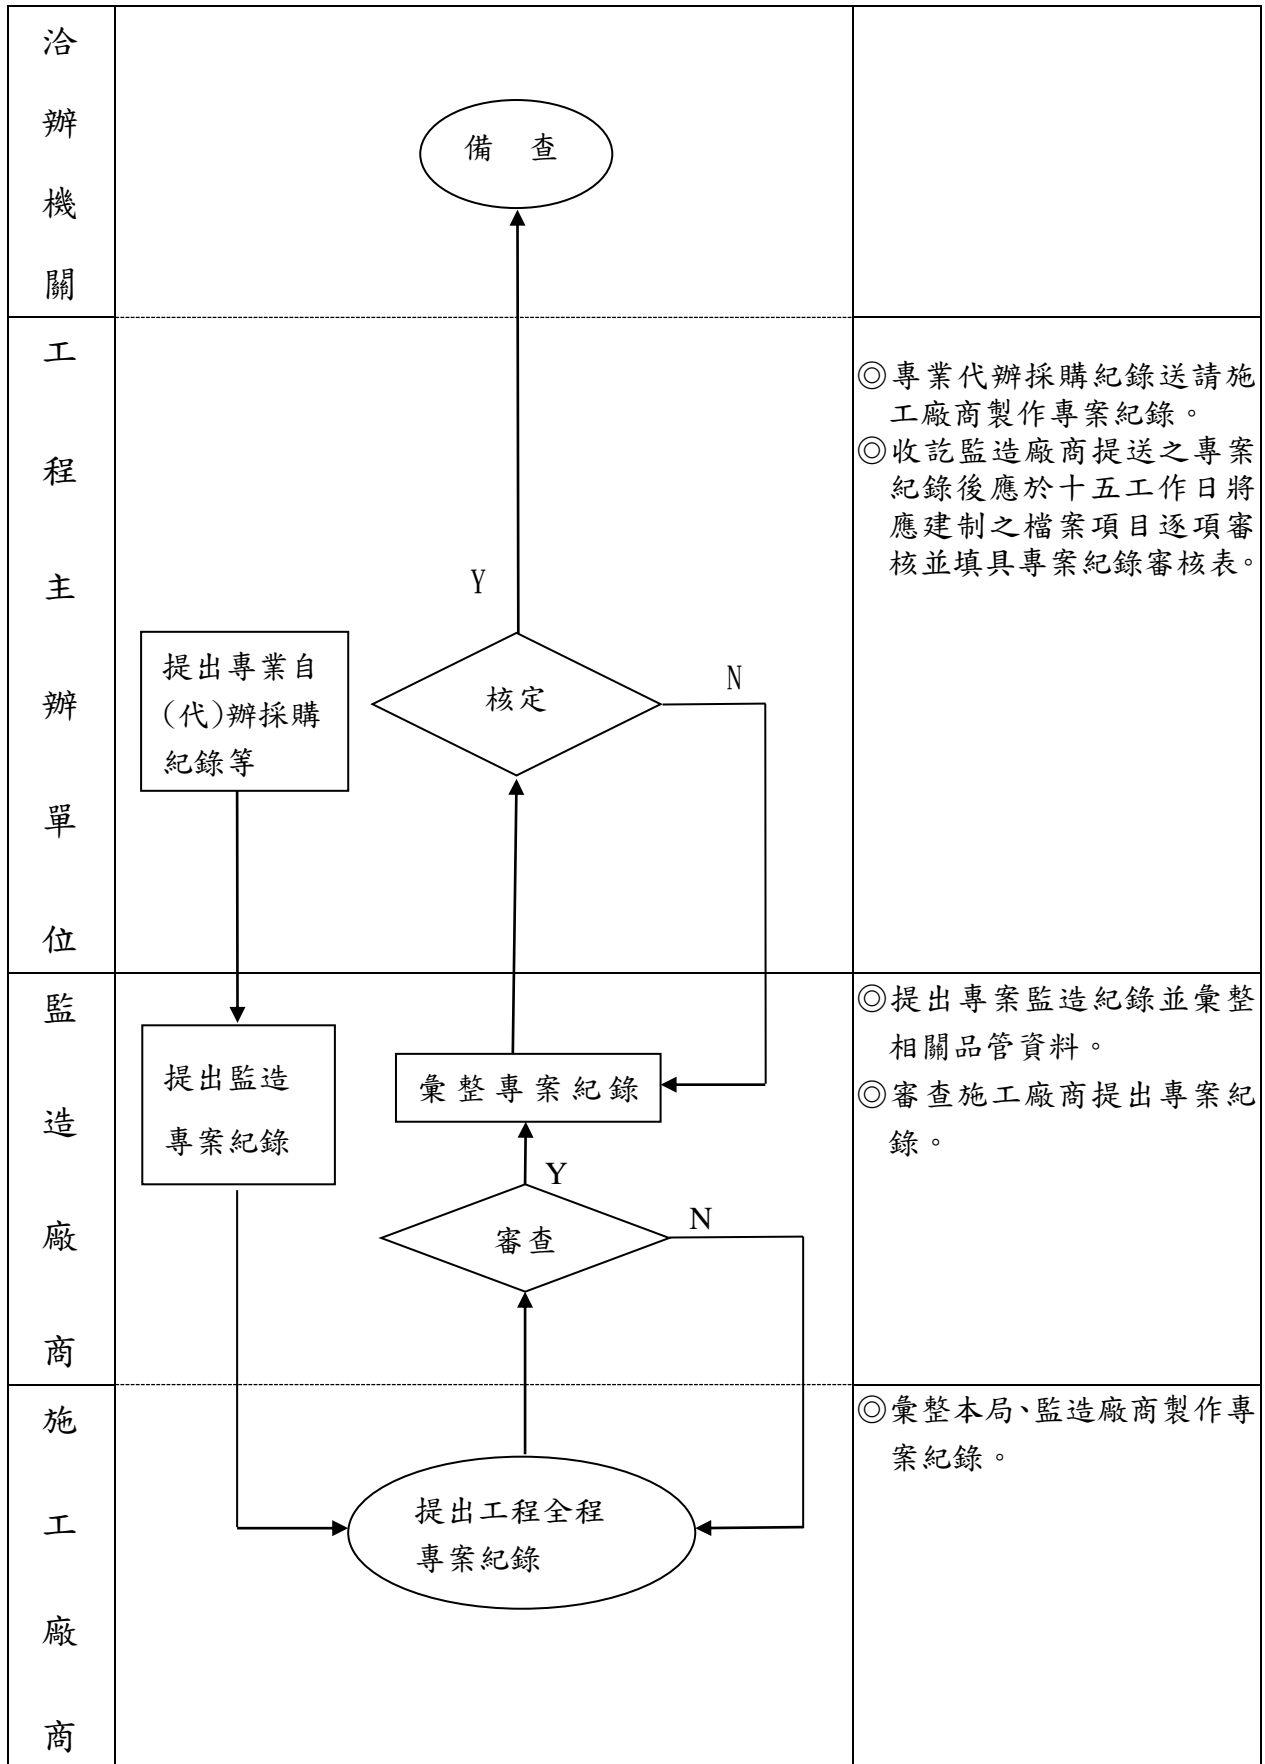 洽辦機關
備 查
工程主辦單位
Y
提出專業自
(代)辦採購
紀錄等
核定
N
◎專業代辦採購紀錄送請施
工廠商製作專案紀錄。
◎收訖監造廠商提送之專案
紀錄後應於十五工作日將
應建制之檔案項目逐項審
核並填具專案紀錄審核表。
監造廠商
提出監造
專案紀錄
彙整專案紀錄
Y
審查
N
◎提出專案監造紀錄並彙整
相關品管資料。
◎審查施工廠商提出專案紀
錄。
施工廠商
提出工程全程
專案紀錄
◎彙整本局、監造廠商製作專
案紀錄。